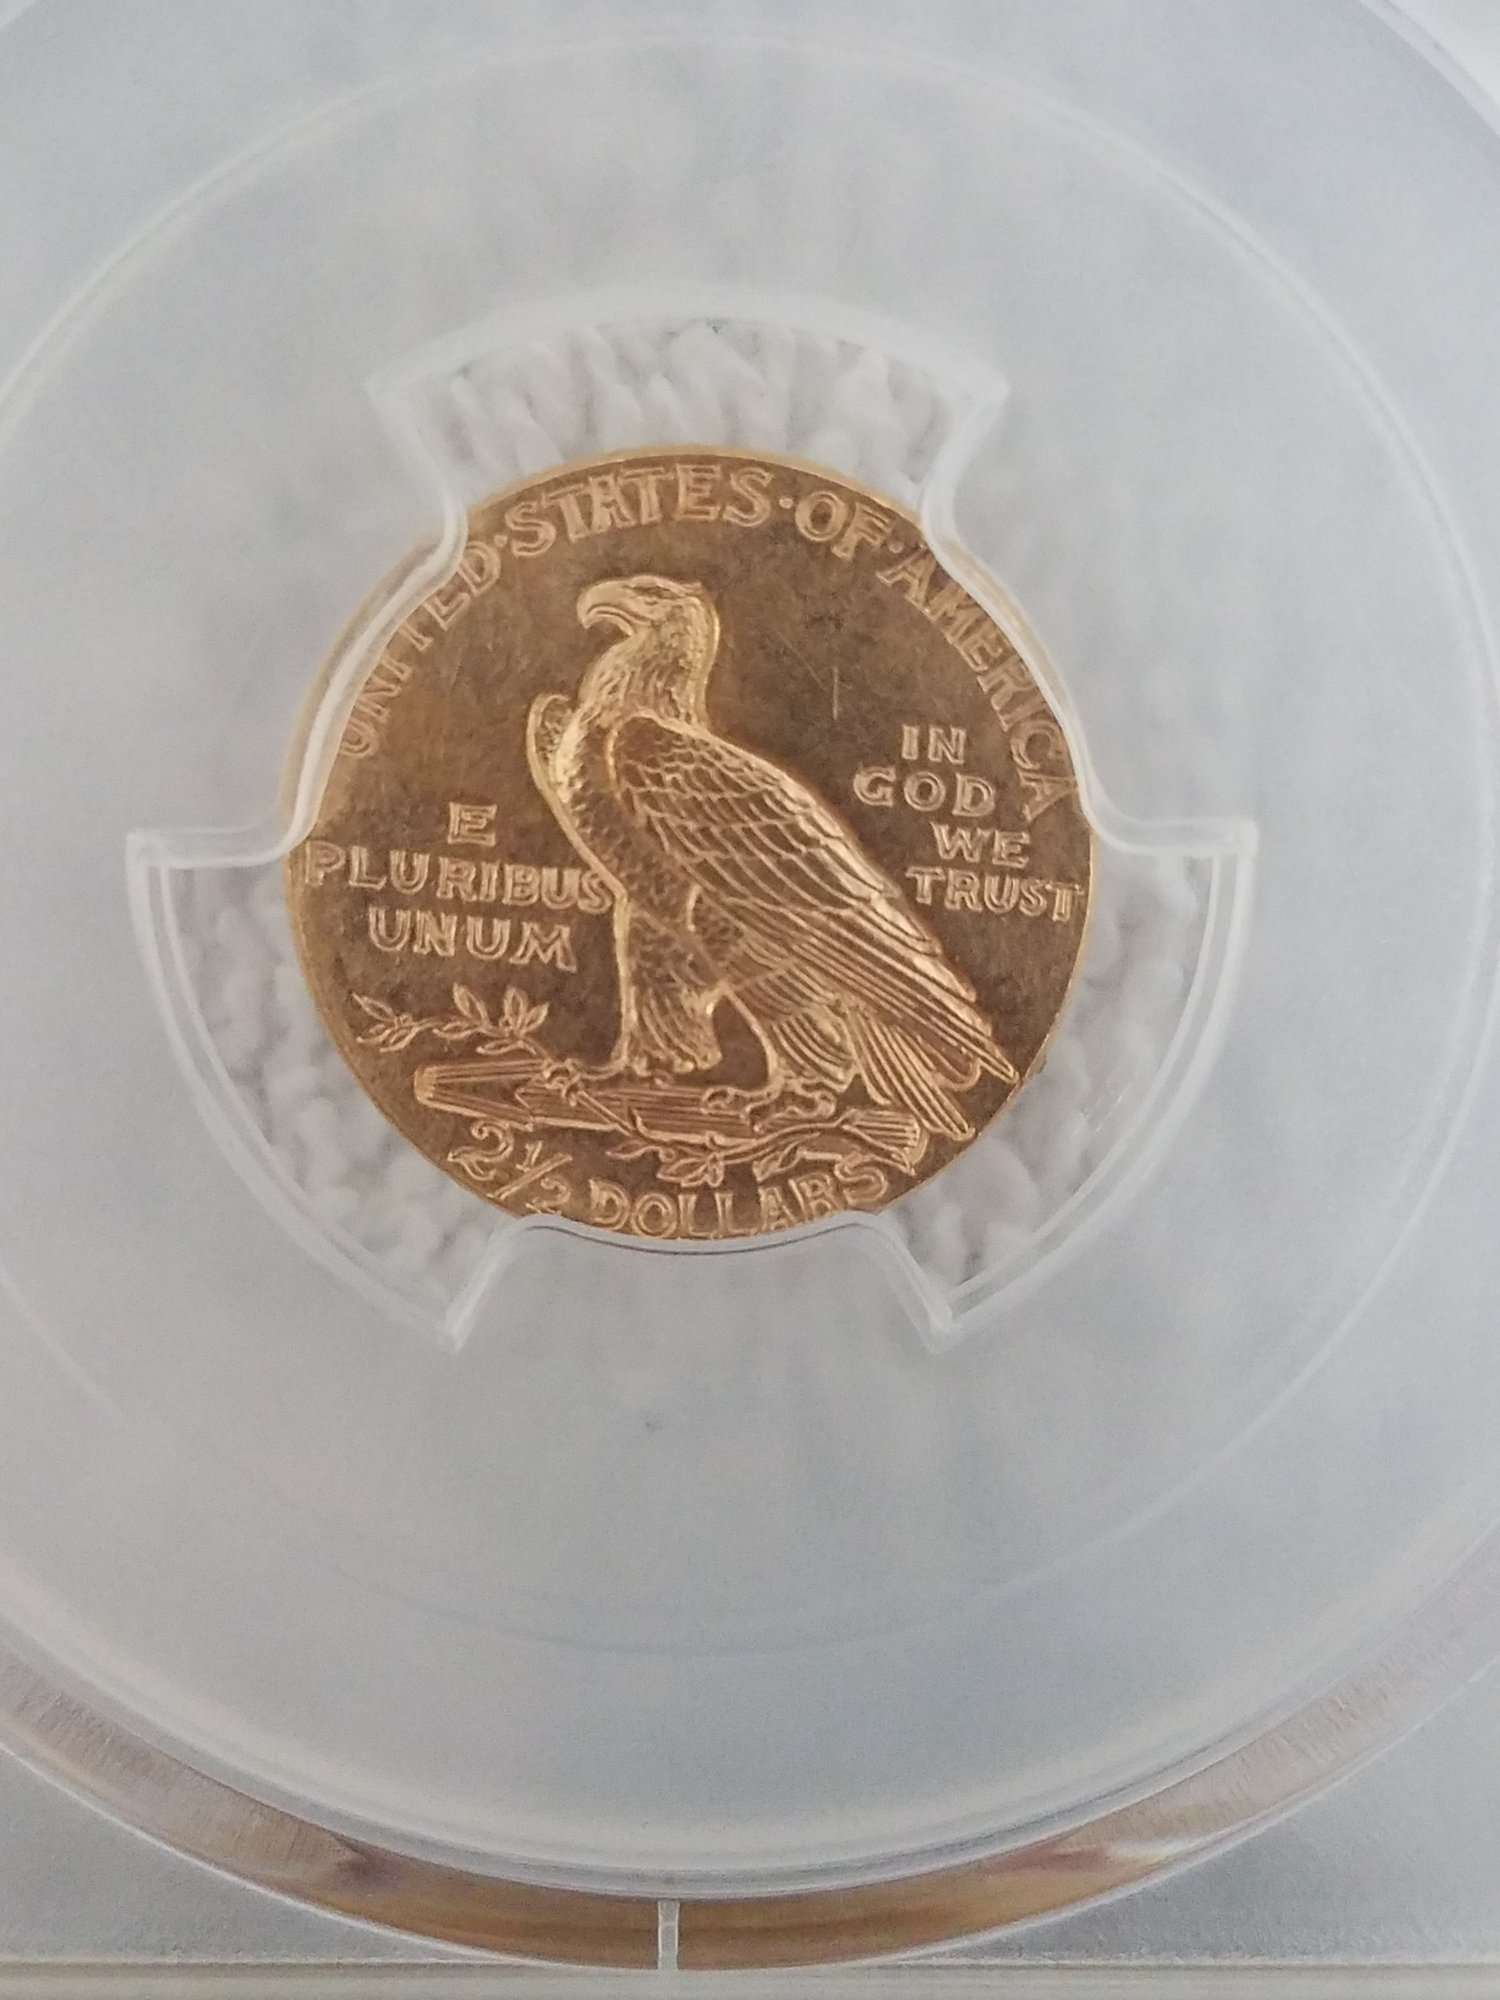 UNITED·STATES·OF·AMERICA
E
PLURIBUS
UNUM
IN
GOD
WE
TRUST
2½ DOLLARS